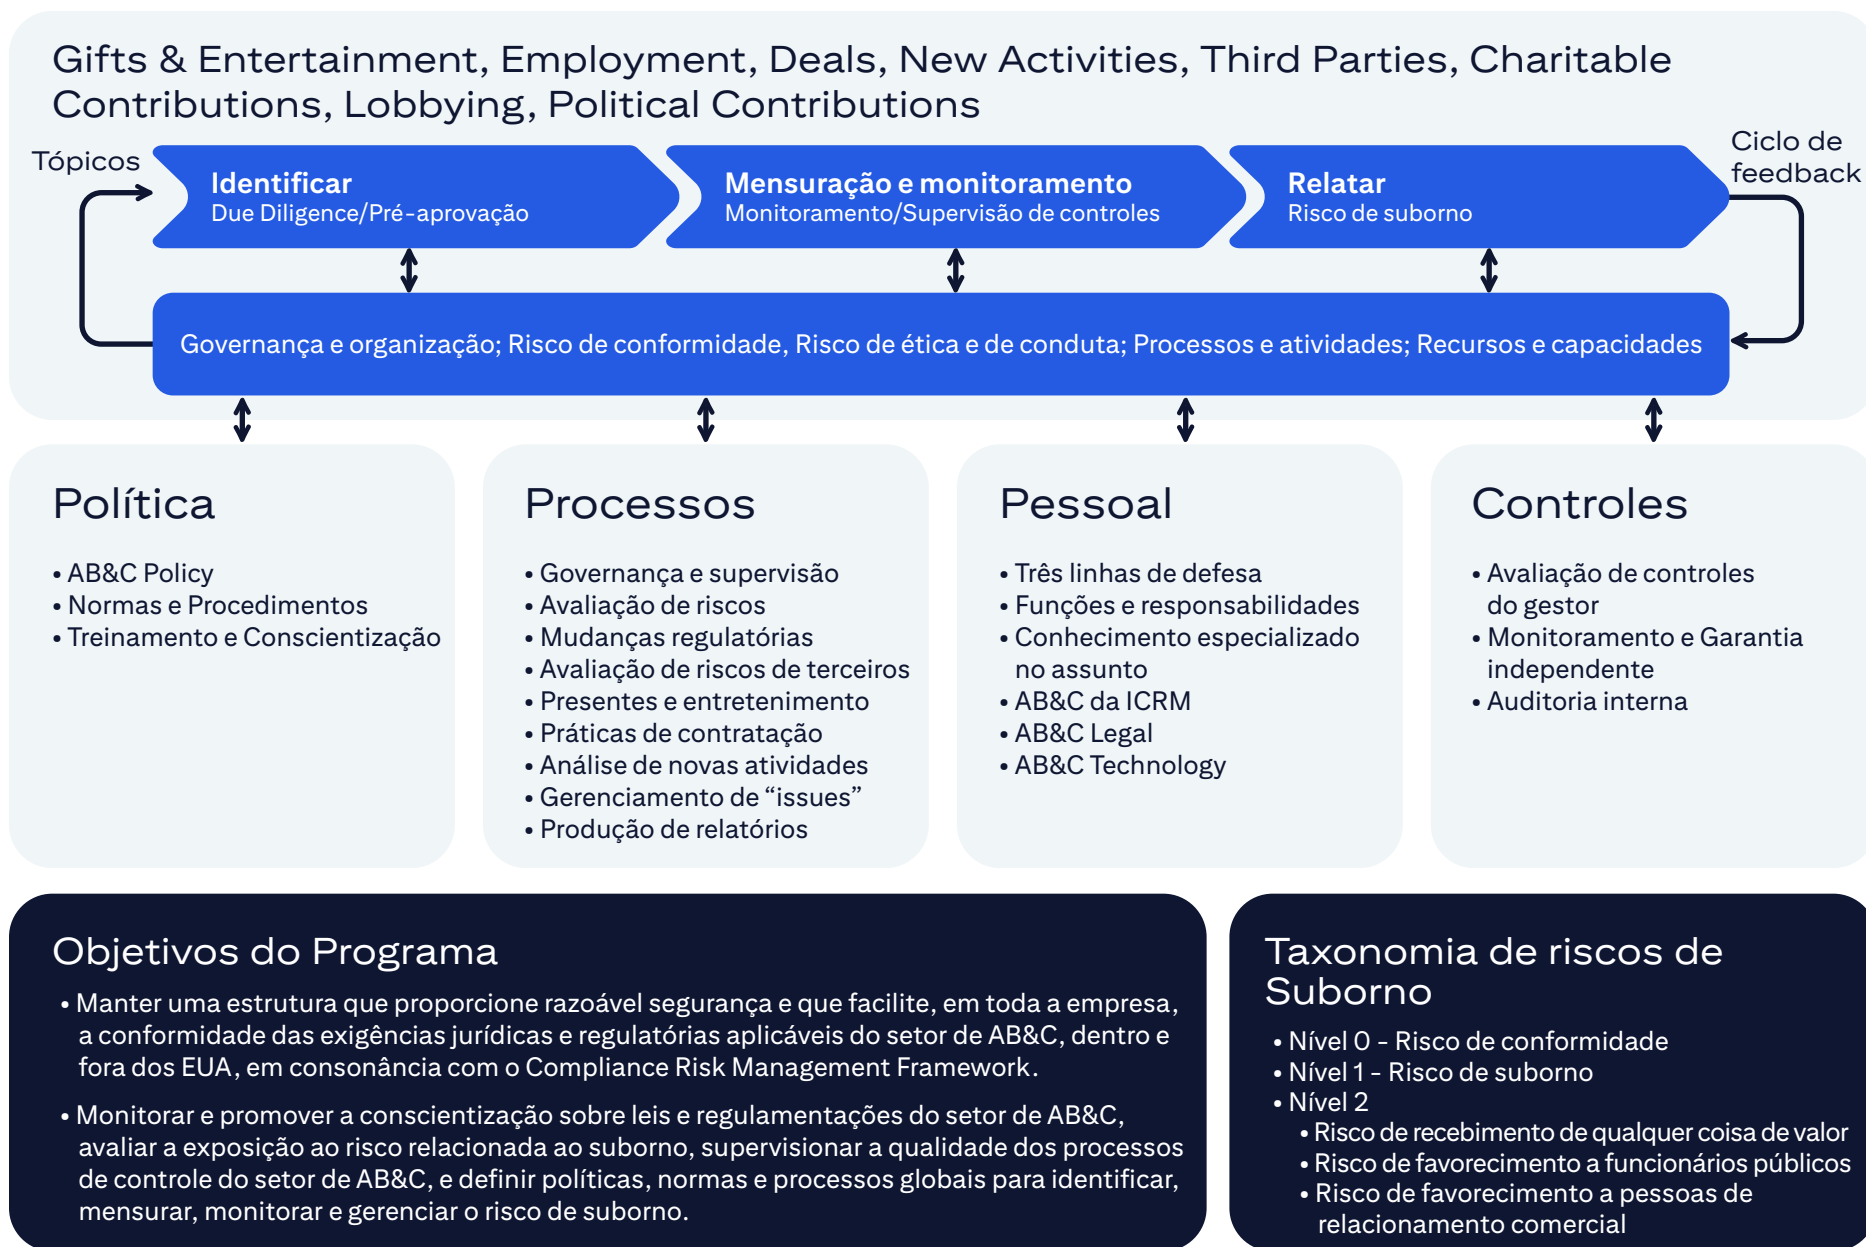 Gifts & Entertainment, Employment, Deals, New Activities, Third Parties, Charitable
Contributions, Lobbying, Political Contributions
Tópicos
Ciclo de
feedback
Identificar
Due Diligence/Pré-aprovação
Mensuração e monitoramento
Monitoramento/Supervisão de controles
Relatar
Risco de suborno
Governança e organização; Risco de conformidade, Risco de ética e de conduta; Processos e atividades; Recursos e capacidades
Política
• AB&C Policy
• Normas e Procedimentos
• Treinamento e Conscientização
Processos
• Governança e supervisão
• Avaliação de riscos
• Mudanças regulatórias
• Avaliação de riscos de terceiros
• Presentes e entretenimento
• Práticas de contratação
• Análise de novas atividades
• Gerenciamento de “issues”
• Produção de relatórios
Pessoal
• Três linhas de defesa
• Funções e responsabilidades
• Conhecimento especializado
no assunto
• AB&C da ICRM
• AB&C Legal
• AB&C Technology
Controles
• Avaliação de controles
do gestor
• Monitoramento e Garantia
independente
• Auditoria interna
Objetivos do Programa
• Manter uma estrutura que proporcione razoável segurança e que facilite, em toda a empresa,
a conformidade das exigências jurídicas e regulatórias aplicáveis do setor de AB&C, dentro e
fora dos EUA, em consonância com o Compliance Risk Management Framework.
• Monitorar e promover a conscientização sobre leis e regulamentações do setor de AB&C,
avaliar a exposição ao risco relacionada ao suborno, supervisionar a qualidade dos processos
de controle do setor de AB&C, e definir políticas, normas e processos globais para identificar,
mensurar, monitorar e gerenciar o risco de suborno.
Taxonomia de riscos de
Suborno
• Nível 0 - Risco de conformidade
• Nível 1 - Risco de suborno
• Nível 2
• Risco de recebimento de qualquer coisa de valor
• Risco de favorecimento a funcionários públicos
• Risco de favorecimento a pessoas de
relacionamento comercial